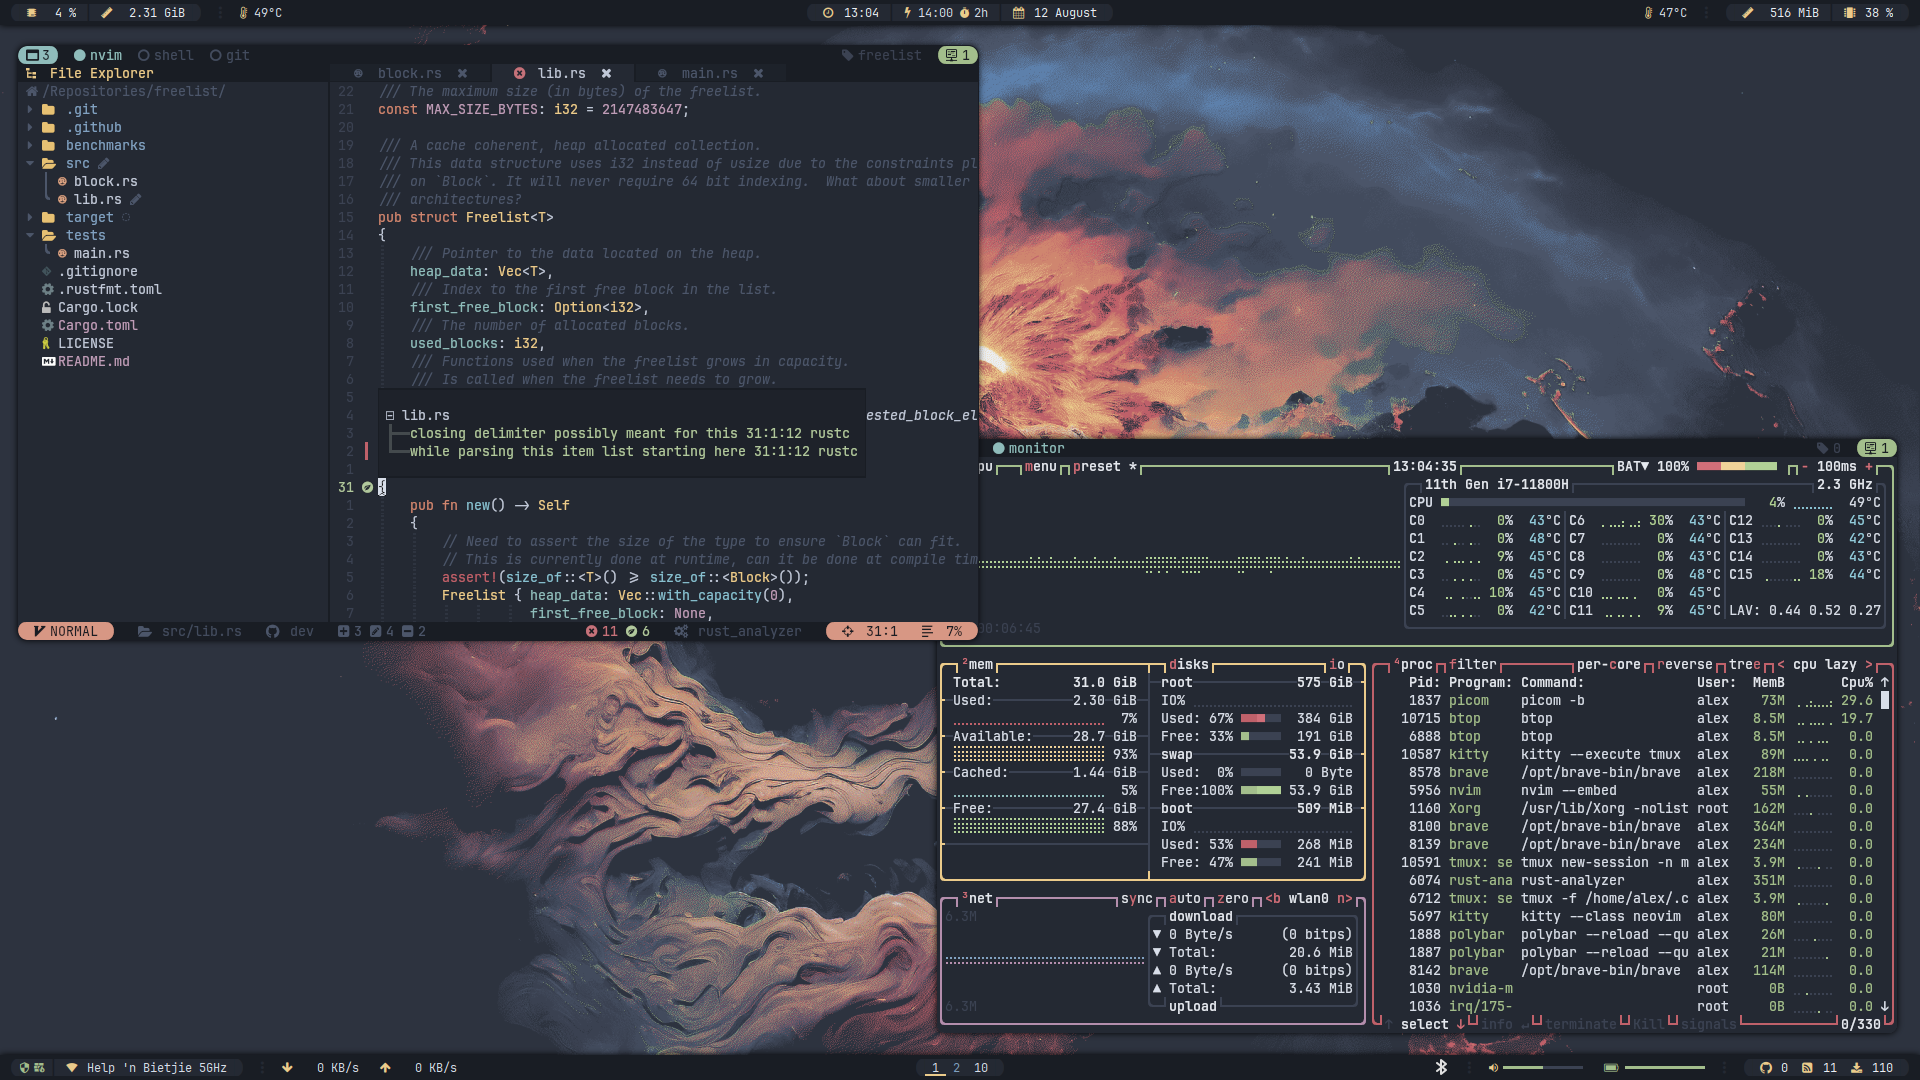 4 % 2.31 GiB 49°C 13:04 14:00 2h 12 August 47°C 516 MiB 38 %
3 nvim shell git freelist 1
File Explorer
/Repositories/freelist/
.git
.github
benchmarks
src
block.rs
lib.rs
target
tests
main.rs
.gitignore
.rustfmt.toml
Cargo.lock
Cargo.toml
LICENSE
README.md
block.rs lib.rs main.rs
22 /// The maximum size (in bytes) of the freelist.
21 const MAX_SIZE_BYTES: i32 = 2147483647;
20
19 /// A cache coherent, heap allocated collection.
18 /// This data structure uses i32 instead of usize due to the constraints pl
17 /// on `Block`. It will never require 64 bit indexing.  What about smaller
16 /// architectures?
15 pub struct Freelist<T>
14 {
13 /// Pointer to the data located on the heap.
12 heap_data: Vec<T>,
11 /// Index to the first free block in the list.
10 first_free_block: Option<i32>,
9 /// The number of allocated blocks.
8 used_blocks: i32,
7 /// Functions used when the freelist grows in capacity.
6 /// Is called when the freelist needs to grow.
5
4 lib.rs ested_block_el
3 closing delimiter possibly meant for this 31:1:12 rustc
2 while parsing this item list starting here 31:1:12 rustc
1
31 {
1 pub fn new() -> Self
2 {
3 // Need to assert the size of the type to ensure `Block` can fit.
4 // This is currently done at runtime, can it be done at compile tim
5 assert!(size_of::<T>() >= size_of::<Block>());
6 Freelist { heap_data: Vec::with_capacity(0),
7 first_free_block: None,
NORMAL src/lib.rs dev 3 4 2 11 6 rust_analyzer 31:1 7%
monitor 0 1
pu menu preset * 13:04:35 BAT▼ 100% - 100ms +
11th Gen i7-11800H 2.3 GHz
CPU 4% 49°C
C0 0% 43°C C6 30% 43°C C12 0% 45°C
C1 0% 48°C C7 0% 44°C C13 0% 42°C
C2 9% 45°C C8 0% 43°C C14 0% 43°C
C3 0% 45°C C9 0% 48°C C15 18% 44°C
C4 10% 45°C C10 0% 45°C
C5 0% 42°C C11 9% 45°C LAV: 0.44 0.52 0.27
00:06:45
²mem
Total: 31.0 GiB
Used: 2.30 GiB
7%
Available: 28.7 GiB
93%
Cached: 1.44 GiB
5%
Free: 27.4 GiB
88%
disks io
root 575 GiB
IO%
Used: 67% 384 GiB
Free: 33% 191 GiB
swap 53.9 GiB
Used: 0% 0 Byte
Free:100% 53.9 GiB
boot 509 MiB
IO%
Used: 53% 268 MiB
Free: 47% 241 MiB
³net sync auto zero <b wlan0 n>
6.3M
download
▼ 0 Byte/s (0 bitps)
▼ Total: 20.6 MiB
▲ 0 Byte/s (0 bitps)
▲ Total: 3.43 MiB
6.3M
upload
⁴proc filter per-core reverse tree < cpu lazy >
Pid: Program: Command: User: MemB Cpu% ↑
1837 picom picom -b alex 73M 29.6
10715 btop btop alex 8.5M 19.7
6888 btop btop alex 8.5M 0.0
10587 kitty kitty --execute tmux alex 89M 0.0
8578 brave /opt/brave-bin/brave alex 218M 0.0
5956 nvim nvim --embed alex 55M 0.0
1160 Xorg /usr/lib/Xorg -nolist root 162M 0.0
8100 brave /opt/brave-bin/brave alex 364M 0.0
8139 brave /opt/brave-bin/brave alex 234M 0.0
10591 tmux: se tmux new-session -n m alex 3.9M 0.0
6074 rust-ana rust-analyzer alex 351M 0.0
6712 tmux: se tmux -f /home/alex/.c alex 3.9M 0.0
5697 kitty kitty --class neovim alex 80M 0.0
1888 polybar polybar --reload --qu alex 26M 0.0
1887 polybar polybar --reload --qu alex 21M 0.0
8142 brave /opt/brave-bin/brave alex 114M 0.0
1030 nvidia-m root 0B 0.0
1036 irq/175- root 0B 0.0 ↓
↑ select ↓ info ↵ terminate Kill signals 0/330
Help 'n Bietjie 5GHz 0 KB/s 0 KB/s 1 2 10 0 11 110